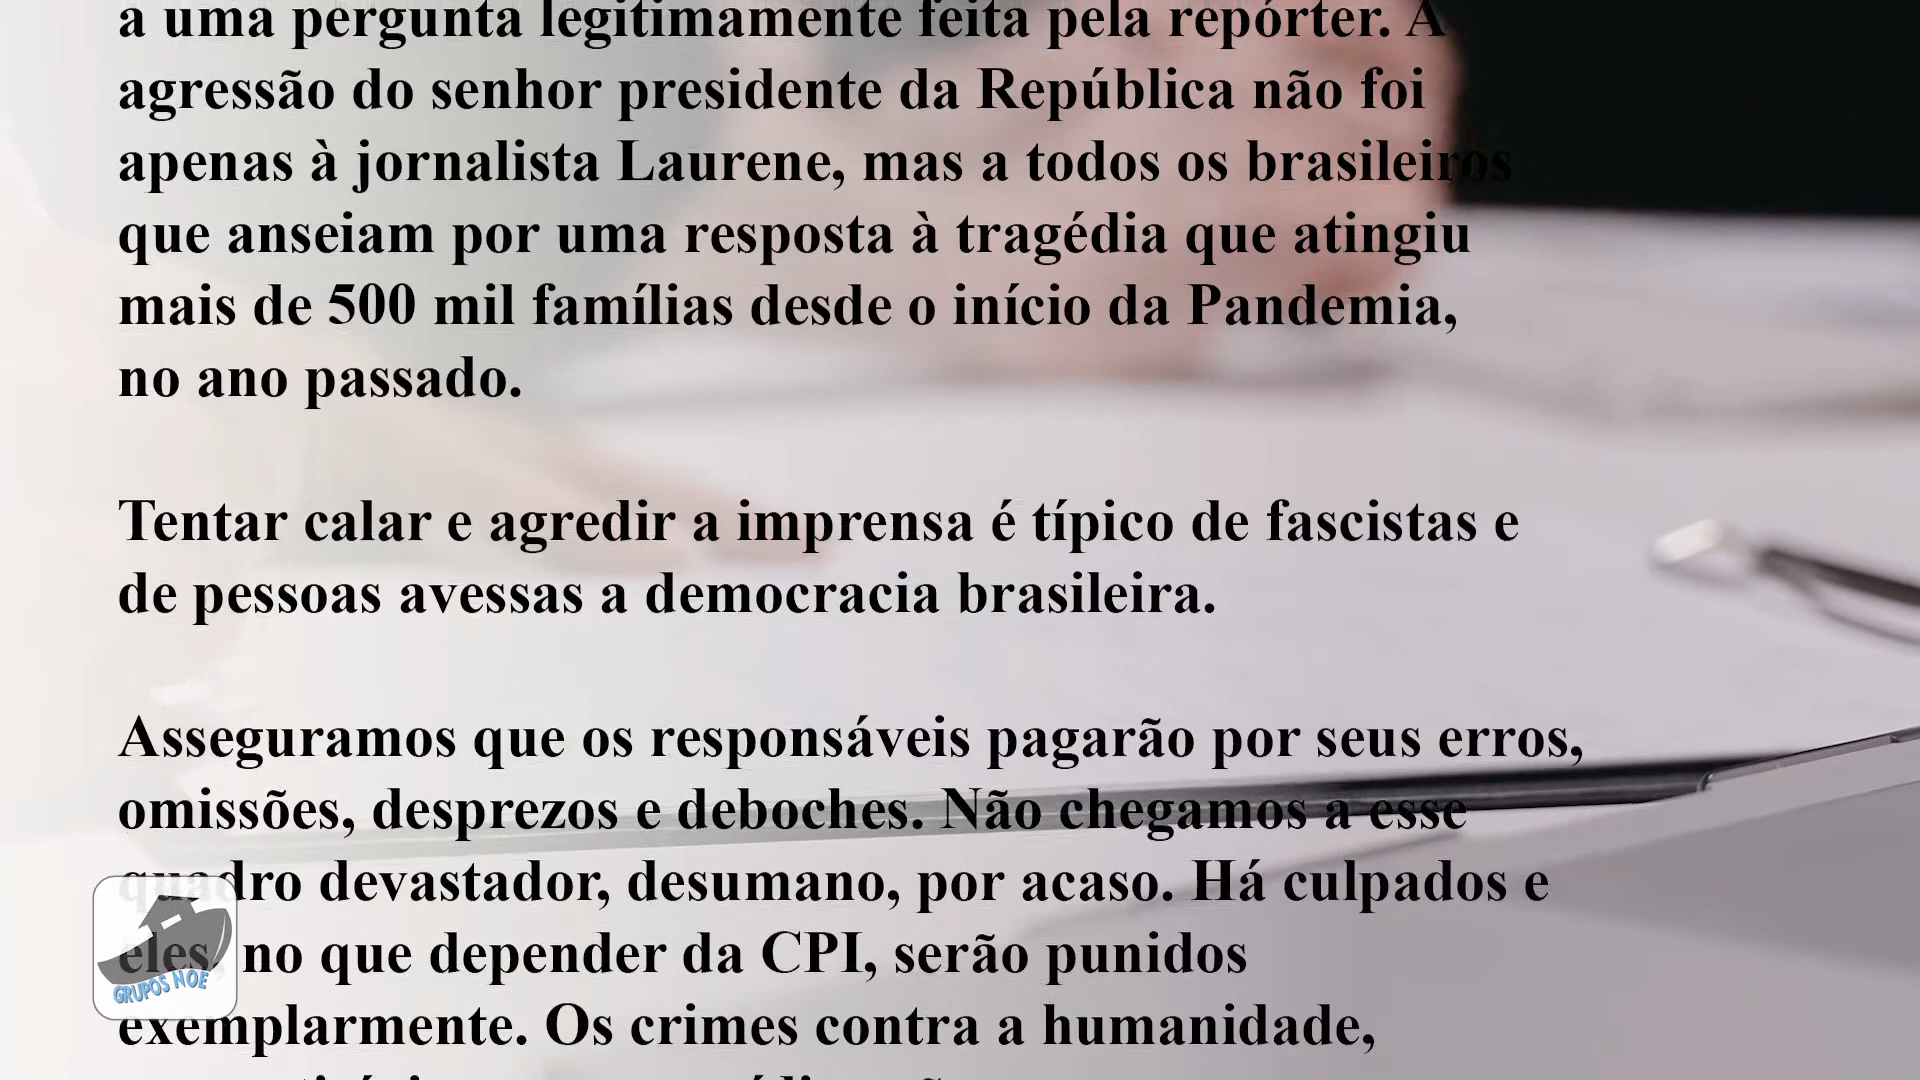 a uma pergunta legitimamente feita pela repórter. A
agressão do senhor presidente da República não foi
apenas à jornalista Laurene, mas a todos os brasileiros
que anseiam por uma resposta à tragédia que atingiu
mais de 500 mil famílias desde o início da Pandemia,
no ano passado.
Tentar calar e agredir a imprensa é típico de fascistas e
de pessoas avessas a democracia brasileira.
Asseguramos que os responsáveis pagarão por seus erros,
omissões, desprezos e deboches. Não chegamos a esse
quadro devastador, desumano, por acaso. Há culpados e
eles, no que depender da CPI, serão punidos
exemplarmente. Os crimes contra a humanidade,
GRUPOS NOE